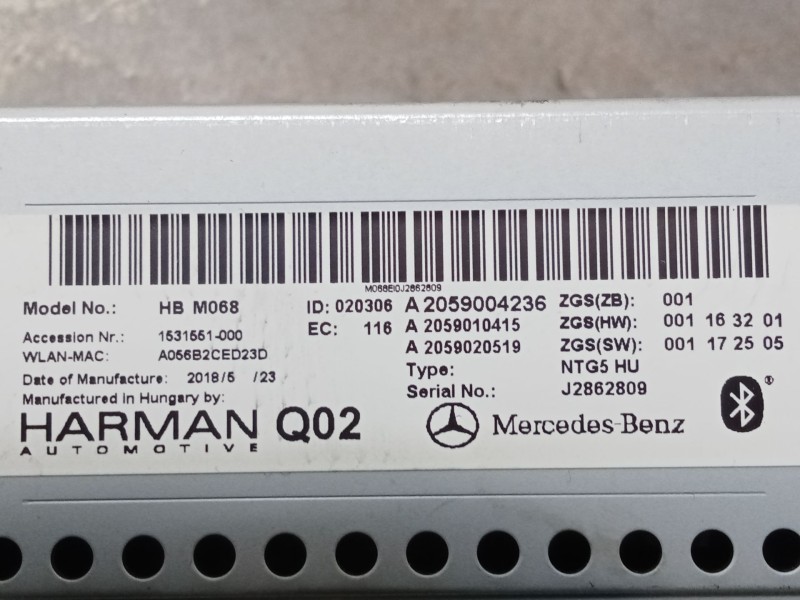 M068EI0J2862809
Model No.: HB M068 ID: 020306 A 2059004236 ZGS(ZB): 001
Accession Nr.: 1531551-000 EC: 116 A 2059010415 ZGS(HW): 001 16 32 01
WLAN-MAC: A056B2CED23D A 2059020519 ZGS(SW): 001 17 25 05
Date of Manufacture: 2018/5 /23 Type: NTG5 HU
Manufactured in Hungary by: Serial No.: J2862809
HARMAN Q02 Mercedes-Benz
AUTOMOTIVE